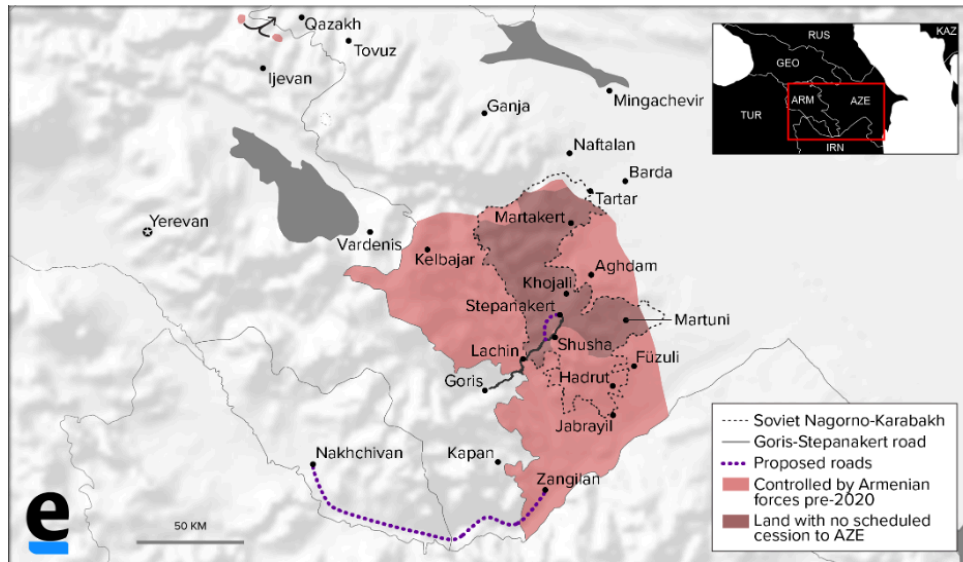 Qazakh
Tovuz
Ijevan
Ganja
Mingachevir
Naftalan
Barda
Tartar
Yerevan
Vardenis
Martakert
Kelbajar
Aghdam
Khojali
Stepanakert
Martuni
Shusha
Lachin
Füzuli
Goris
Hadrut
Jabrayil
Nakhchivan
Kapan
Zangilan
50 KM
e
RUS
KAZ
GEO
ARM
AZE
TUR
IRN
Soviet Nagorno-Karabakh
Goris-Stepanakert road
Proposed roads
Controlled by Armenian
forces pre-2020
Land with no scheduled
cession to AZE